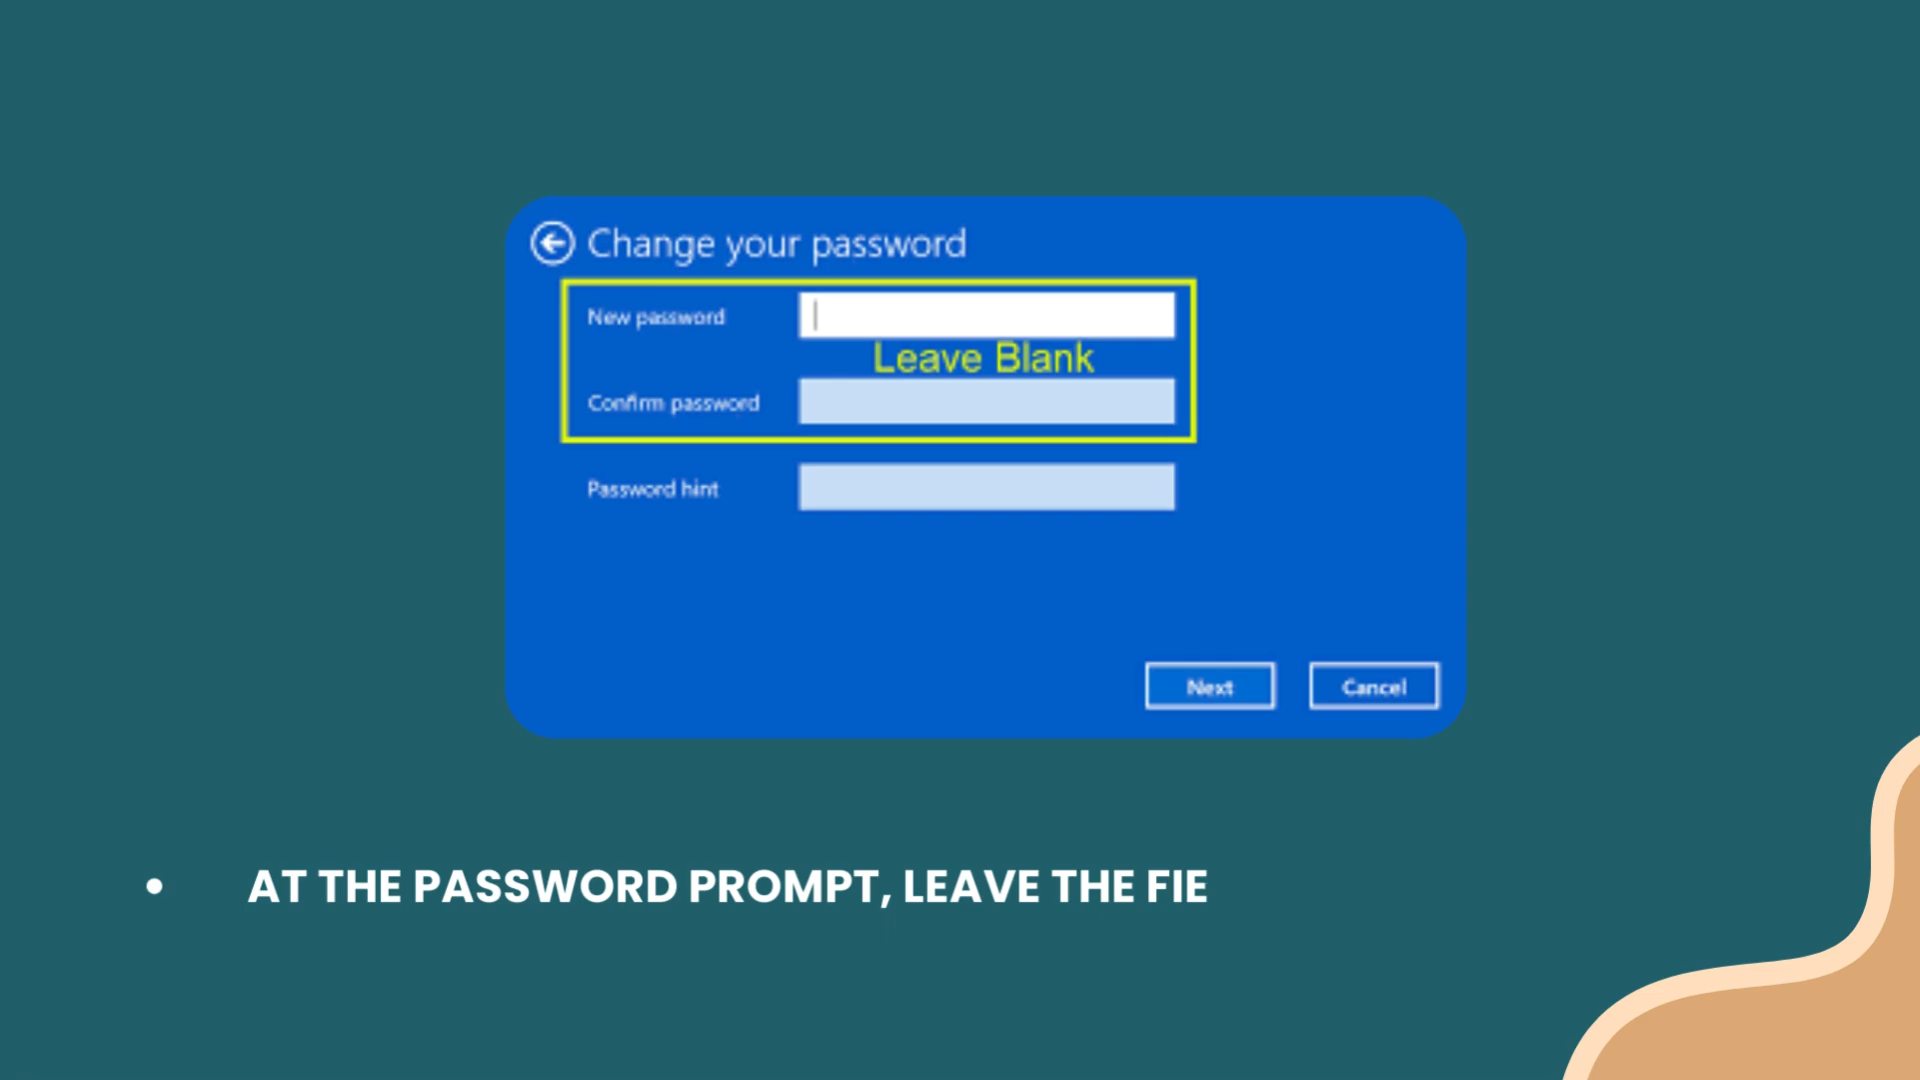 Change your password
New password
Leave Blank
Confirm password
Password hint
Next
Cancel
• AT THE PASSWORD PROMPT, LEAVE THE FIE